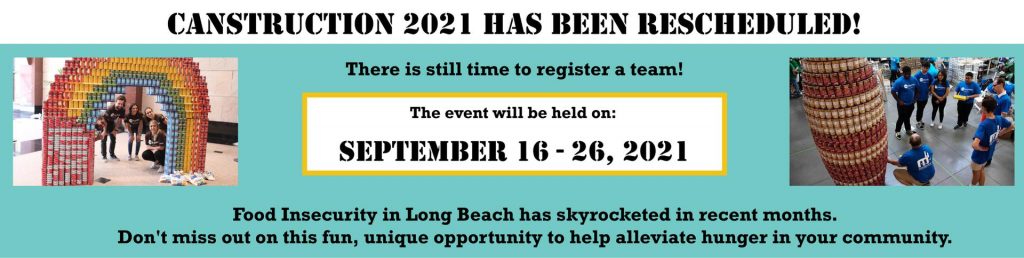 CANSTRUCTION 2021 HAS BEEN RESCHEDULED!
There is still time to register a team!
The event will be held on:
SEPTEMBER 16 - 26, 2021
Food Insecurity in Long Beach has skyrocketed in recent months.
Don't miss out on this fun, unique opportunity to help alleviate hunger in your community.